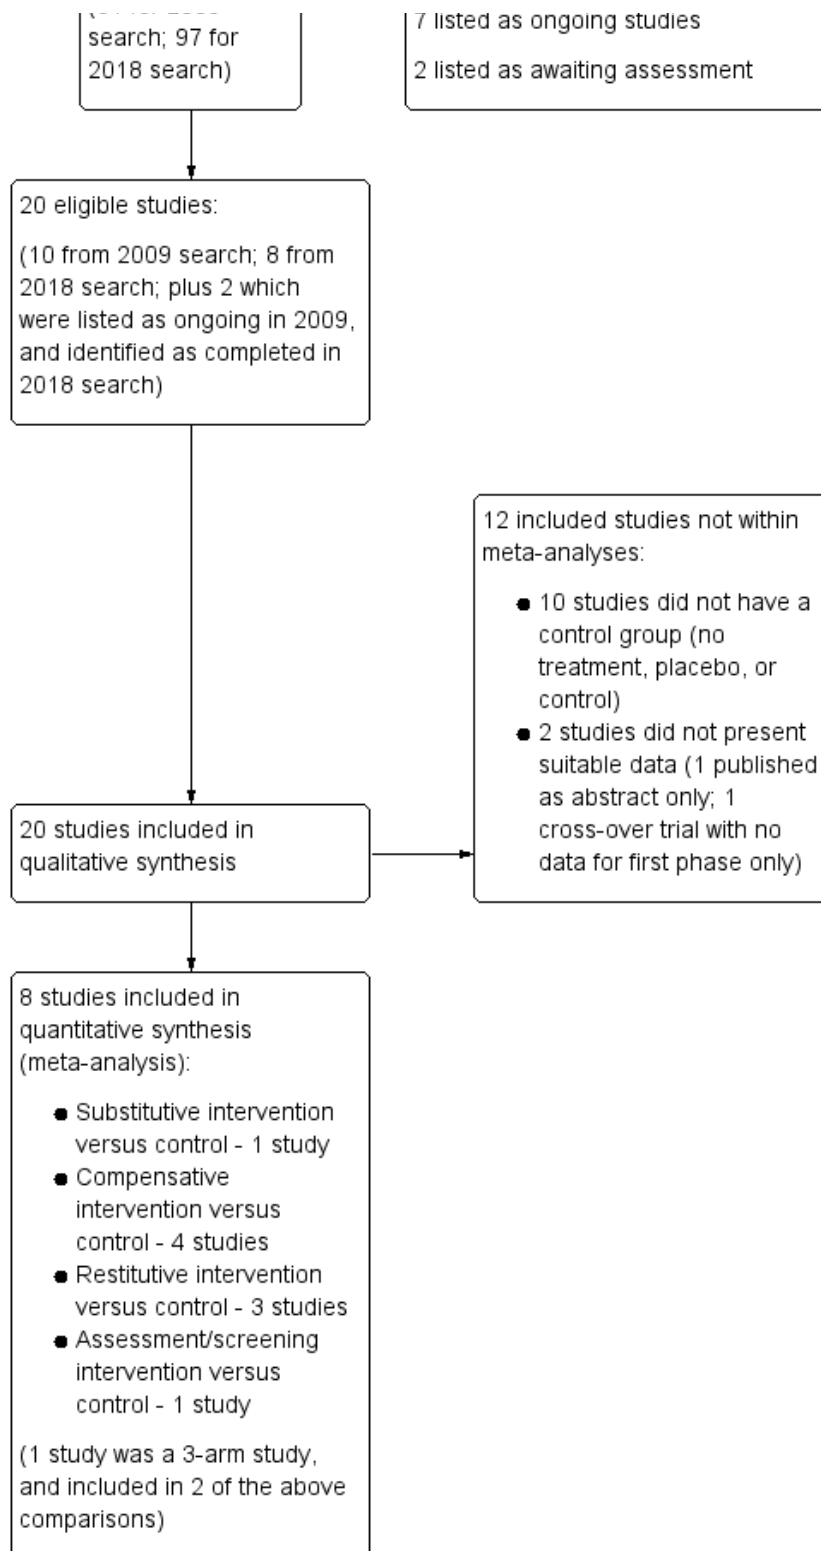 search; 97 for
2018 search)
7 listed as ongoing studies
2 listed as awaiting assessment
20 eligible studies:
(10 from 2009 search; 8 from
2018 search; plus 2 which
were listed as ongoing in 2009,
and identified as completed in
2018 search)
12 included studies not within
meta-analyses:
● 10 studies did not have a
control group (no
treatment, placebo, or
control)
● 2 studies did not present
suitable data (1 published
as abstract only; 1
cross-over trial with no
data for first phase only)
20 studies included in
qualitative synthesis
8 studies included in
quantitative synthesis
(meta-analysis):
● Substitutive intervention
versus control - 1 study
● Compensative
intervention versus
control - 4 studies
● Restitutive intervention
versus control - 3 studies
● Assessment/screening
intervention versus
control - 1 study
(1 study was a 3-arm study,
and included in 2 of the above
comparisons)